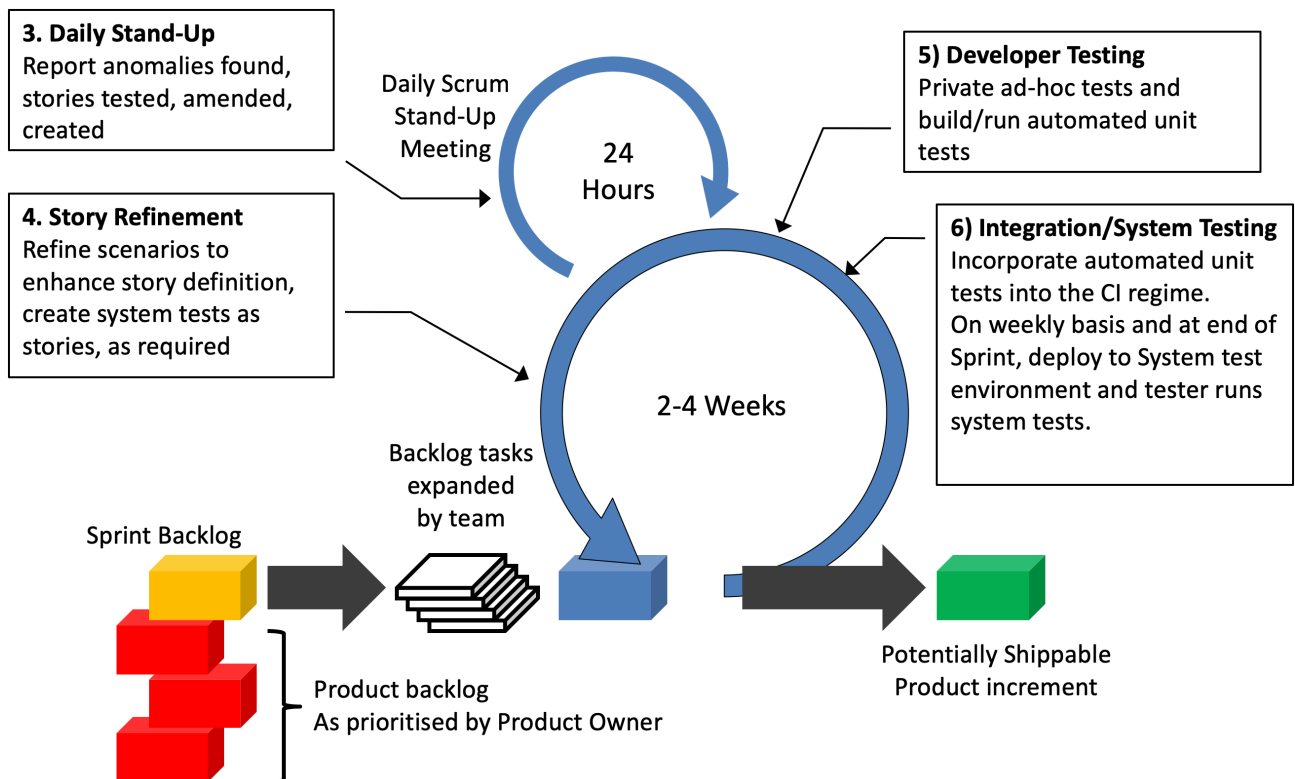 3. Daily Stand-Up
Report anomalies found,
stories tested, amended,
created
4. Story Refinement
Refine scenarios to
enhance story definition,
create system tests as
stories, as required
Daily Scrum
Stand-Up
Meeting
24
Hours
5) Developer Testing
Private ad-hoc tests and
build/run automated unit
tests
6) Integration/System Testing
Incorporate automated unit
tests into the CI regime.
On weekly basis and at end of
Sprint, deploy to System test
environment and tester runs
system tests.
2-4 Weeks
Backlog tasks
expanded
by team
Sprint Backlog
Product backlog
As prioritised by Product Owner
Potentially Shippable
Product increment